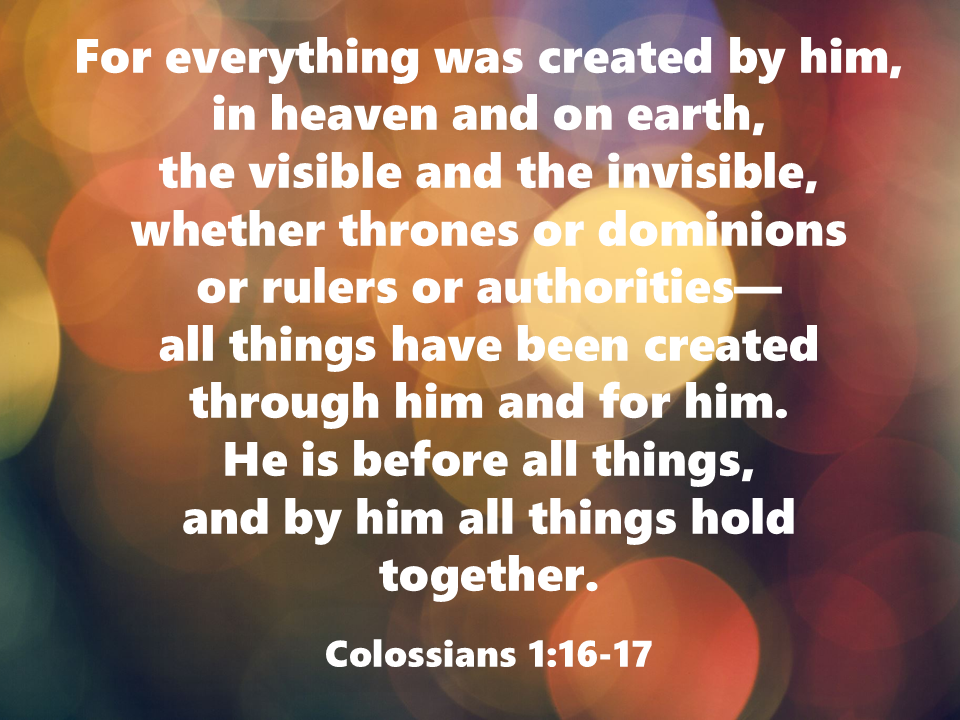 For everything was created by him,
in heaven and on earth,
the visible and the invisible,
whether thrones or dominions
or rulers or authorities—
all things have been created
through him and for him.
He is before all things,
and by him all things hold
together.
Colossians 1:16-17